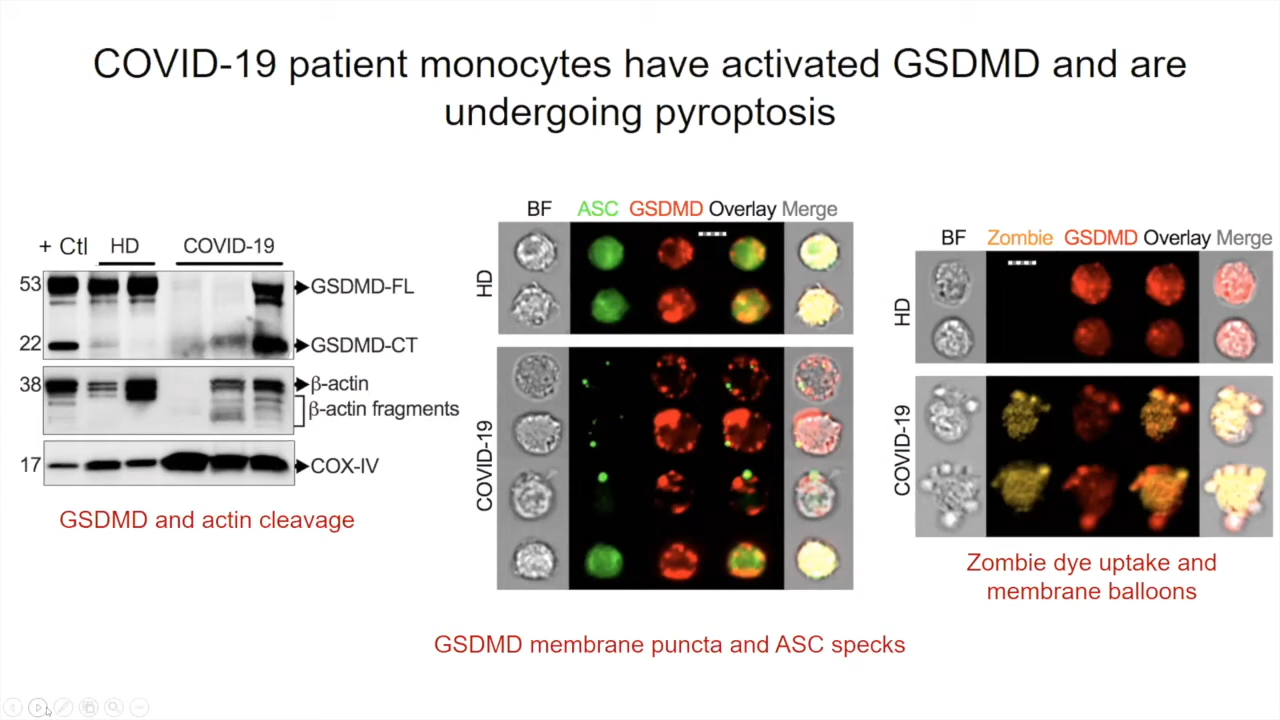 COVID-19 patient monocytes have activated GSDMD and are
undergoing pyroptosis
+ Ctl HD COVID-19
53 GSDMD-FL
22 GSDMD-CT
38 β-actin
β-actin fragments
17 COX-IV
GSDMD and actin cleavage
BF ASC GSDMD Overlay Merge
HD
COVID-19
GSDMD membrane puncta and ASC specks
BF Zombie GSDMD Overlay Merge
HD
COVID-19
Zombie dye uptake and
membrane balloons